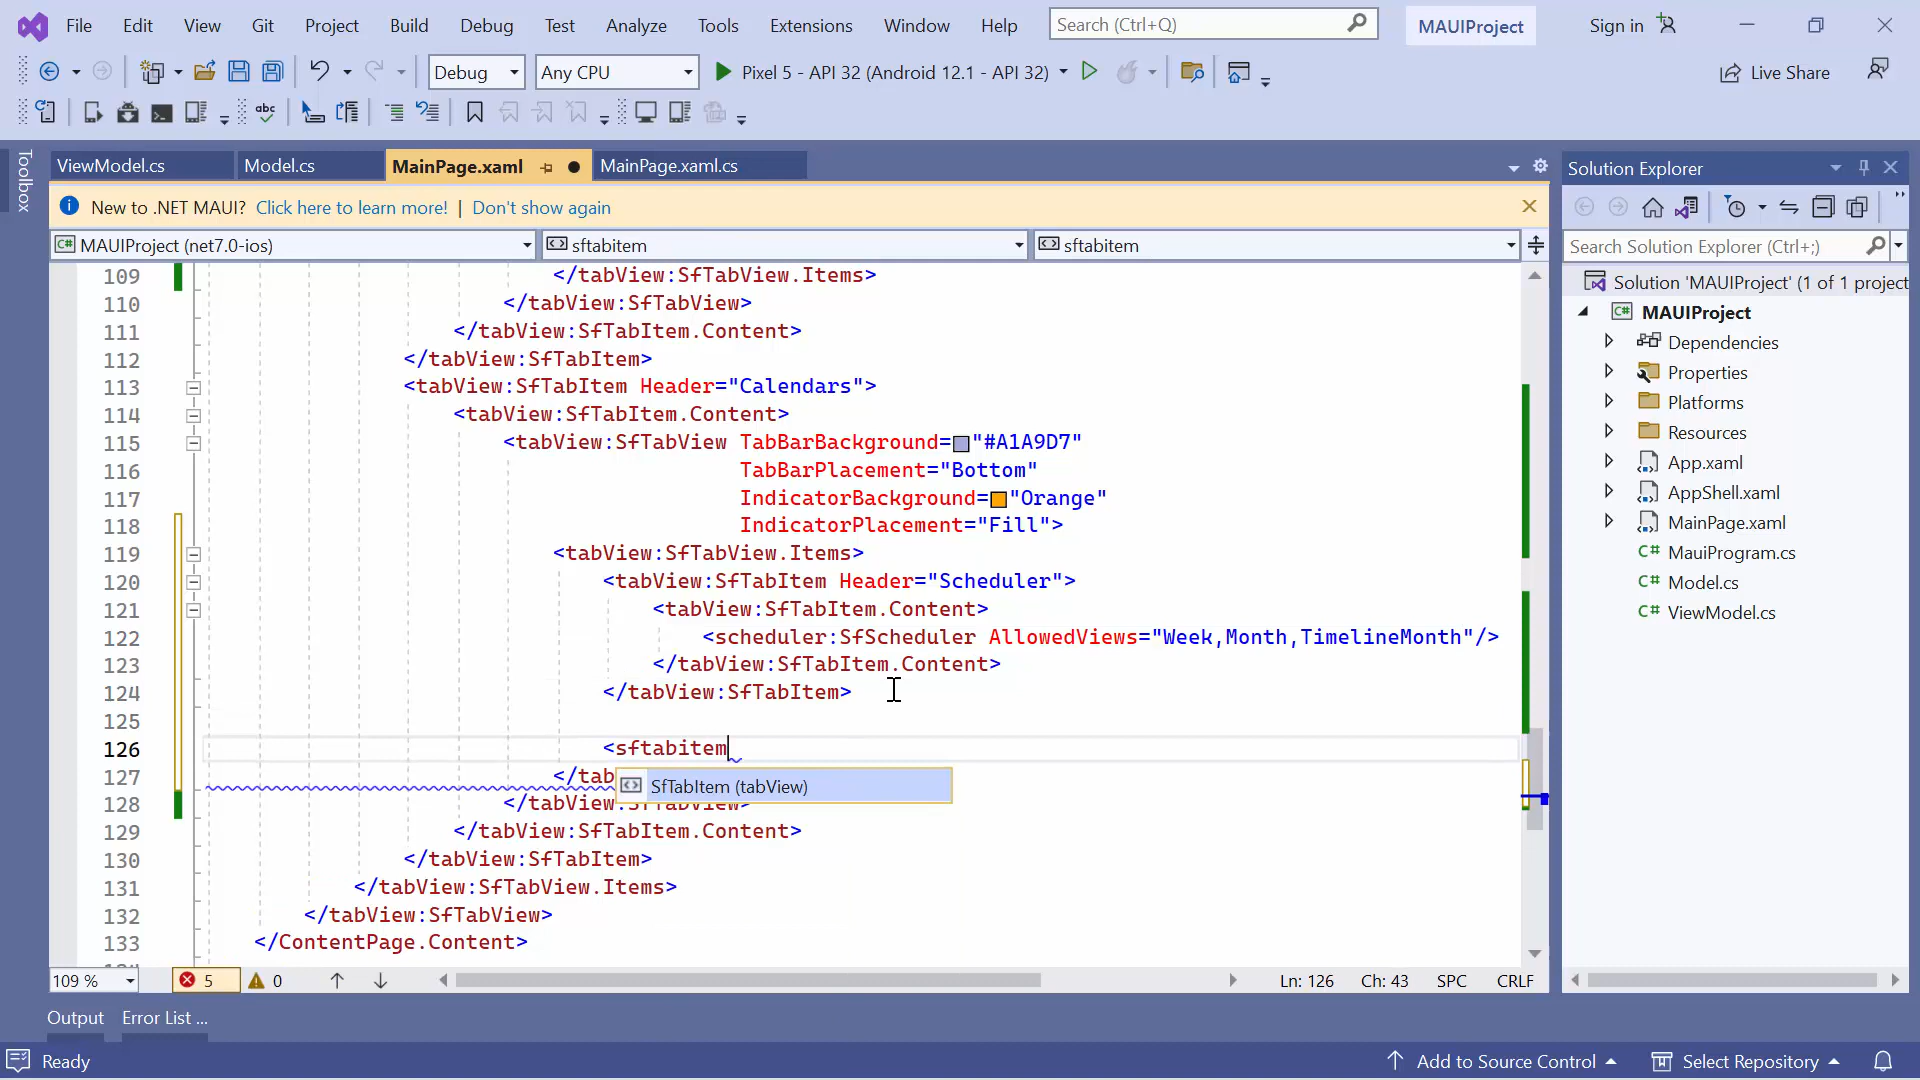 File Edit View Git Project Build Debug Test Analyze Tools Extensions Window Help Search (Ctrl+Q) MAUIProject Sign in
Debug Any CPU Pixel 5 - API 32 (Android 12.1 - API 32) Live Share
abc
Toolbox
ViewModel.cs Model.cs MainPage.xaml MainPage.xaml.cs
New to .NET MAUI? Click here to learn more! | Don't show again
C# MAUIProject (net7.0-ios) sftabitem sftabitem
109 </tabView:SfTabView.Items>
110 </tabView:SfTabView>
111 </tabView:SfTabItem.Content>
112 </tabView:SfTabItem>
113 <tabView:SfTabItem Header="Calendars">
114 <tabView:SfTabItem.Content>
115 <tabView:SfTabView TabBarBackground="#A1A9D7"
116 TabBarPlacement="Bottom"
117 IndicatorBackground="Orange"
118 IndicatorPlacement="Fill">
119 <tabView:SfTabView.Items>
120 <tabView:SfTabItem Header="Scheduler">
121 <tabView:SfTabItem.Content>
122 <scheduler:SfScheduler AllowedViews="Week,Month,TimelineMonth"/>
123 </tabView:SfTabItem.Content>
124 </tabView:SfTabItem>
125
126 <sftabitem
127 </tab
SfTabItem (tabView)
128 </tabView:SfTabView>
129 </tabView:SfTabItem.Content>
130 </tabView:SfTabItem>
131 </tabView:SfTabView.Items>
132 </tabView:SfTabView>
133 </ContentPage.Content>
109 % 5 0 Ln: 126 Ch: 43 SPC CRLF
Output Error List ...
Ready Add to Source Control Select Repository
Solution Explorer
Search Solution Explorer (Ctrl+;)
Solution 'MAUIProject' (1 of 1 project
C# MAUIProject
Dependencies
Properties
Platforms
Resources
App.xaml
AppShell.xaml
MainPage.xaml
C# MauiProgram.cs
C# Model.cs
C# ViewModel.cs